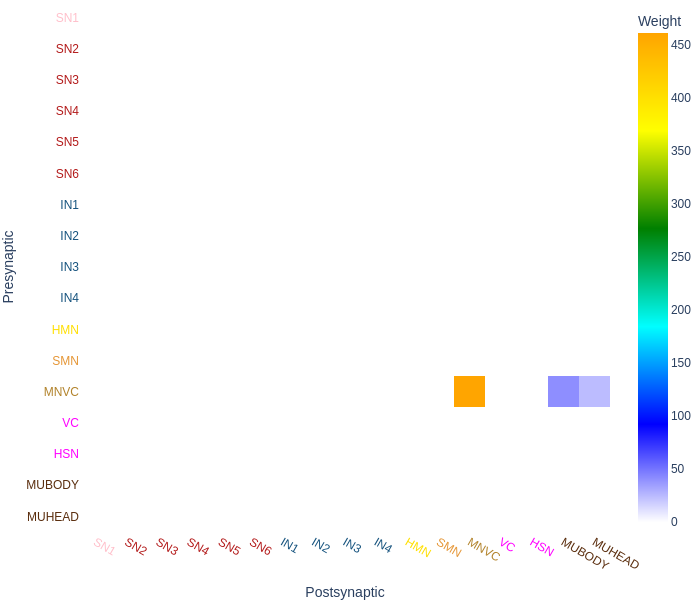 Weight
SN1
SN2
SN3
SN4
SN5
SN6
IN1
IN2
IN3
IN4
HMN
SMN
MNVC
VC
HSN
MUBODY
MUHEAD
Presynaptic
450
400
350
300
250
200
150
100
50
0
SN1
SN2
SN3
SN4
SN5
SN6
IN1
IN2
IN3
IN4
HMN
SMN
MNVC
VC
HSN
MUBODY
MUHEAD
Postsynaptic